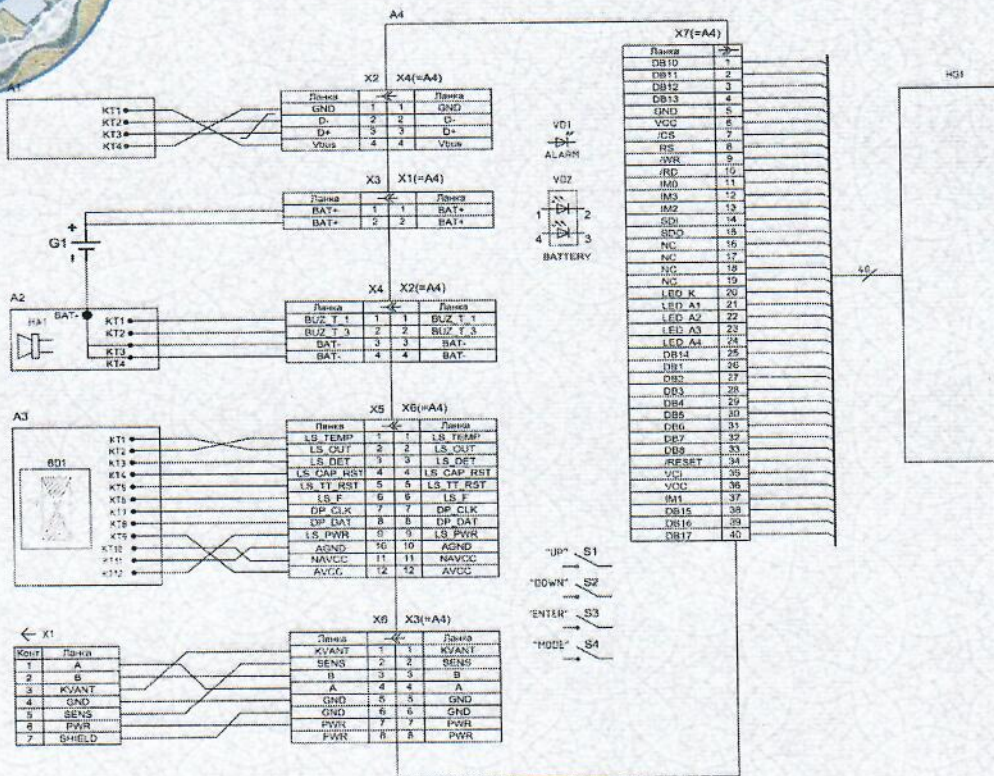 A4
X7(=A4)
Ланка
DB10 1
DB11 2
DB12 3
DB13 4
GND 5
VCC 6
/CS 7
RS 8
/WR 9
/RD 10
IM0 11
IM3 12
IM2 13
SDI 14
SDO 15
NC 16
NC 17
NC 18
NC 19
LED_K 20
LED_A1 21
LED_A2 22
LED_A3 23
LED_A4 24
DB14 25
DB1 26
DB2 27
DB3 28
DB4 29
DB5 30
DB6 31
DB7 32
DB8 33
/RESET 34
VCI 35
VCC 36
IM1 37
DB15 38
DB16 39
DB17 40
40
HG1
A1
KT1
KT2
KT3
KT4
X2 X4(=A4)
Ланка Ланка
GND 1 1 GND
D- 2 2 D-
D+ 3 3 D+
Vbus 4 4 Vbus
X3 X1(=A4)
Ланка Ланка
BAT+ 1 1 BAT+
BAT+ 2 2 BAT+
+
G1
A2
HA1
BAT-
KT1
KT2
KT3
KT4
X4 X2(=A4)
Ланка Ланка
BUZ_T_1 1 1 BUZ_T_1
BUZ_T_3 2 2 BUZ_T_3
BAT- 3 3 BAT-
BAT- 4 4 BAT-
A3
BD1
KT1
KT2
KT3
KT4
KT5
KT6
KT7
KT8
KT9
KT10
KT11
KT12
X5 X6(=A4)
Ланка Ланка
LS_TEMP 1 1 LS_TEMP
LS_OUT 2 2 LS_OUT
LS_DET 3 3 LS_DET
LS_CAP_RST 4 4 LS_CAP_RST
LS_TT_RST 5 5 LS_TT_RST
LS_F 6 6 LS_F
DP_CLK 7 7 DP_CLK
DP_DAT 8 8 DP_DAT
LS_PWR 9 9 LS_PWR
AGND 10 10 AGND
NAVCC 11 11 NAVCC
AVCC 12 12 AVCC
X1
Конт Ланка
1 A
2 B
3 KVANT
4 GND
5 SENS
6 PWR
7 SHIELD
X6 X3(=A4)
Ланка Ланка
KVANT 1 1 KVANT
SENS 2 2 SENS
B 3 3 B
A 4 4 A
GND 5 5 GND
GND 6 6 GND
PWR 7 7 PWR
PWR 8 8 PWR
VD1
ALARM
VD2
1 2
4 3
BATTERY
"UP" S1
"DOWN" S2
"ENTER" S3
"MODE" S4